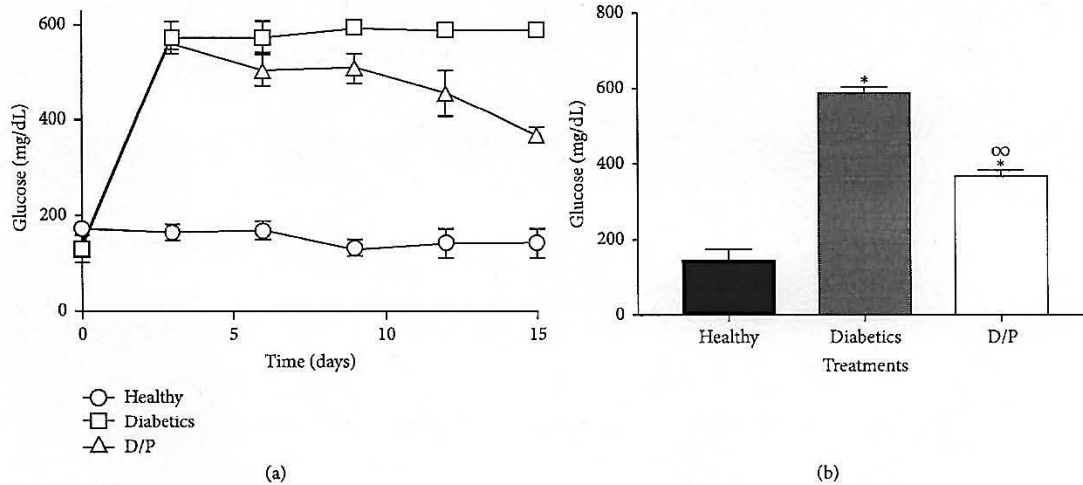 600
400
200
0
Glucose (mg/dL)
0
5
10
15
Time (days)
Healthy
Diabetics
D/P
(a)
800
600
400
200
0
Glucose (mg/dL)
*
∞
*
Healthy
Diabetics
D/P
Treatments
(b)